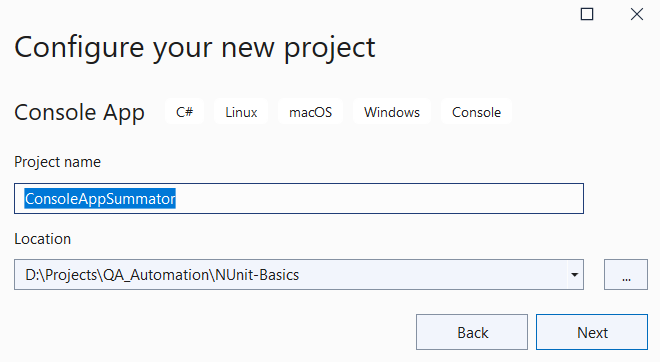 Configure your new project
Console App C# Linux macOS Windows Console
Project name
ConsoleAppSummator
Location
D:\Projects\QA_Automation\NUnit-Basics ...
Back Next